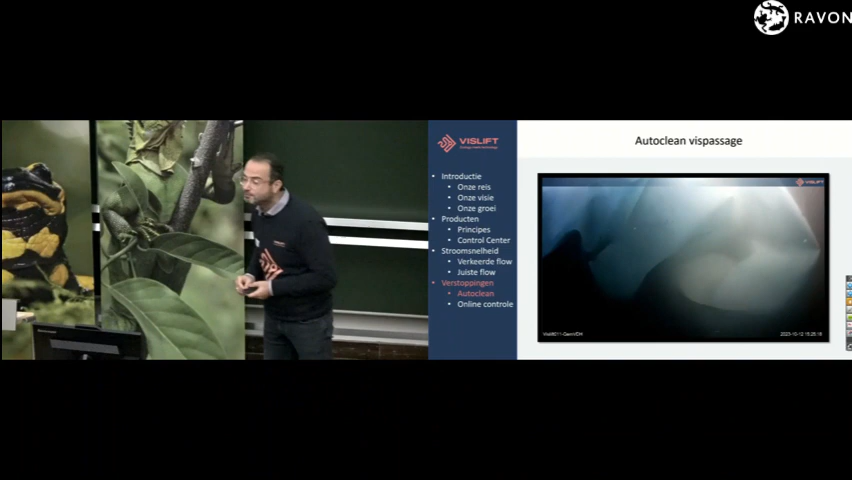 RAVON
VISLIFT
Autoclean vispassage
• Introductie
• Onze reis
• Onze visie
• Onze groei
• Producten
• Principes
• Control Center
• Stroomsnelheid
• Verkeerde flow
• Juiste flow
• Verstoppingen
• Autoclean
• Online controle
VISLIFT